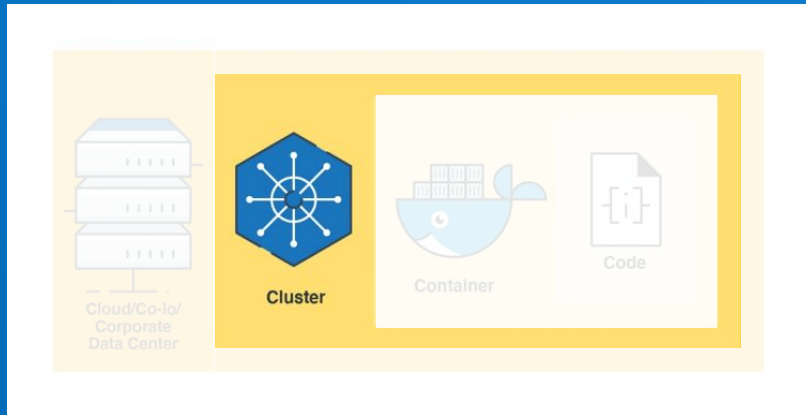 Cloud/Co-lo/
Corporate
Data Center
Cluster
Container
Code